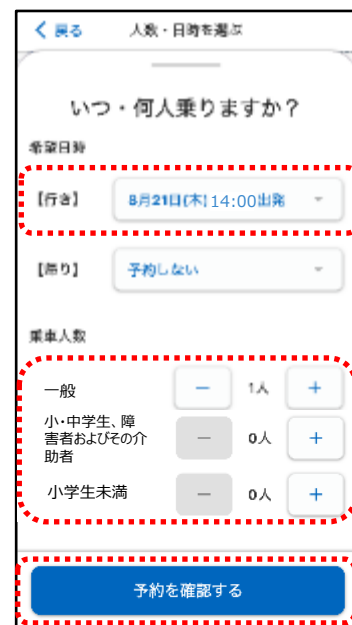 く 戻る 人数・日時を選ぶ
いつ・何人乗りますか？
希望日時
【行き】 8月21日(木) 14:00出発
【帰り】 予約しない
乗車人数
一般 － 1人 ＋
小・中学生、障
害者およびその介
助者 － 0人 ＋
小学生未満 － 0人 ＋
予約を確認する